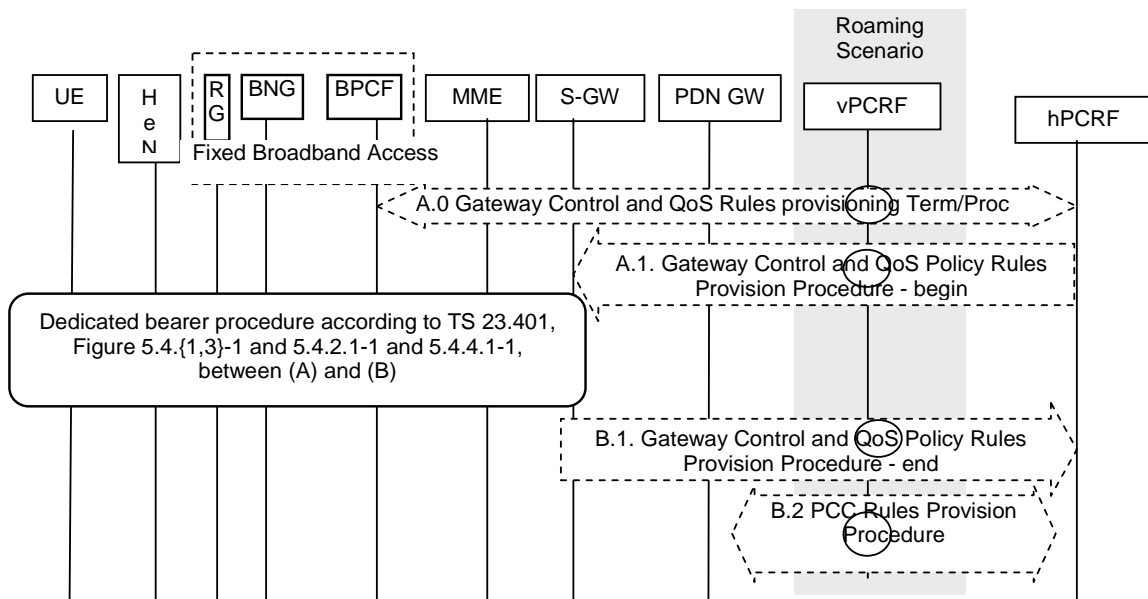 Roaming
Scenario
UE
H
e
N
R
G
BNG
BPCF
MME
S-GW
PDN GW
vPCRF
hPCRF
Fixed Broadband Access
A.0 Gateway Control and QoS Rules provisioning Term/Proc
A.1. Gateway Control and QoS Policy Rules
Provision Procedure - begin
Dedicated bearer procedure according to TS 23.401,
Figure 5.4.{1,3}-1 and 5.4.2.1-1 and 5.4.4.1-1,
between (A) and (B)
B.1. Gateway Control and QoS Policy Rules
Provision Procedure - end
B.2 PCC Rules Provision
Procedure